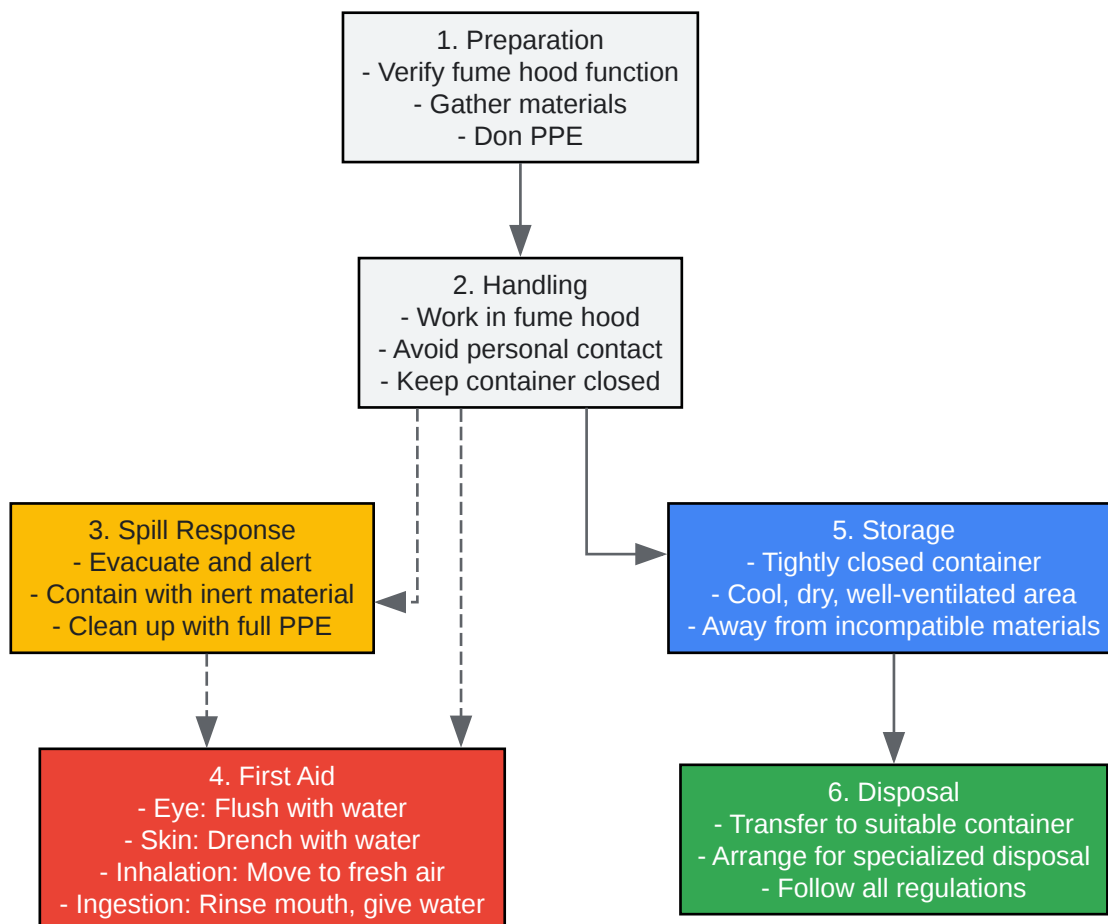 1. Preparation
- Verify fume hood function
- Gather materials
- Don PPE
2. Handling
- Work in fume hood
- Avoid personal contact
- Keep container closed
3. Spill Response
- Evacuate and alert
- Contain with inert material
- Clean up with full PPE
5. Storage
- Tightly closed container
- Cool, dry, well-ventilated area
- Away from incompatible materials
4. First Aid
- Eye: Flush with water
- Skin: Drench with water
- Inhalation: Move to fresh air
- Ingestion: Rinse mouth, give water
6. Disposal
- Transfer to suitable container
- Arrange for specialized disposal
- Follow all regulations